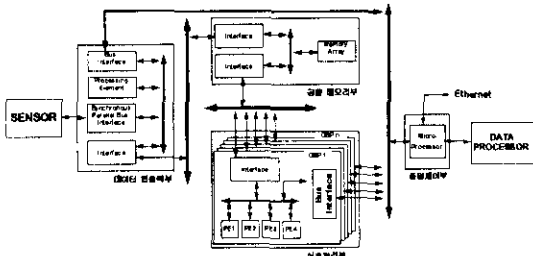 SENSOR
Bus
Interface
Processing
Element
Synchronous
Parallel Bus
Interface
Interface
Interface
Interface
Memory
Array
Interface
Bus
Interface
PE1
PE2
PE3
PE4
Ethernet
Micro
Processor
DATA
PROCESSOR